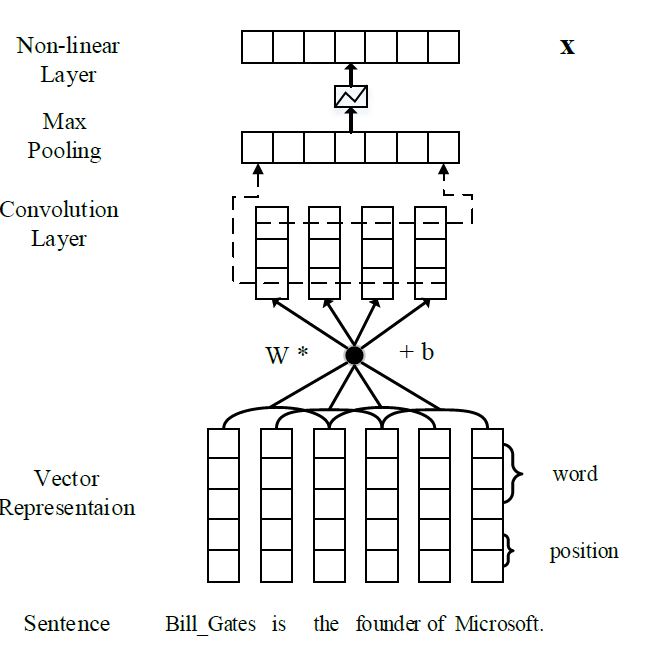 Non-linear
Layer
x
Max
Pooling
Convolution
Layer
W *
+ b
Vector
Representaion
word
position
Sentence
Bill_Gates is the founder of Microsoft.